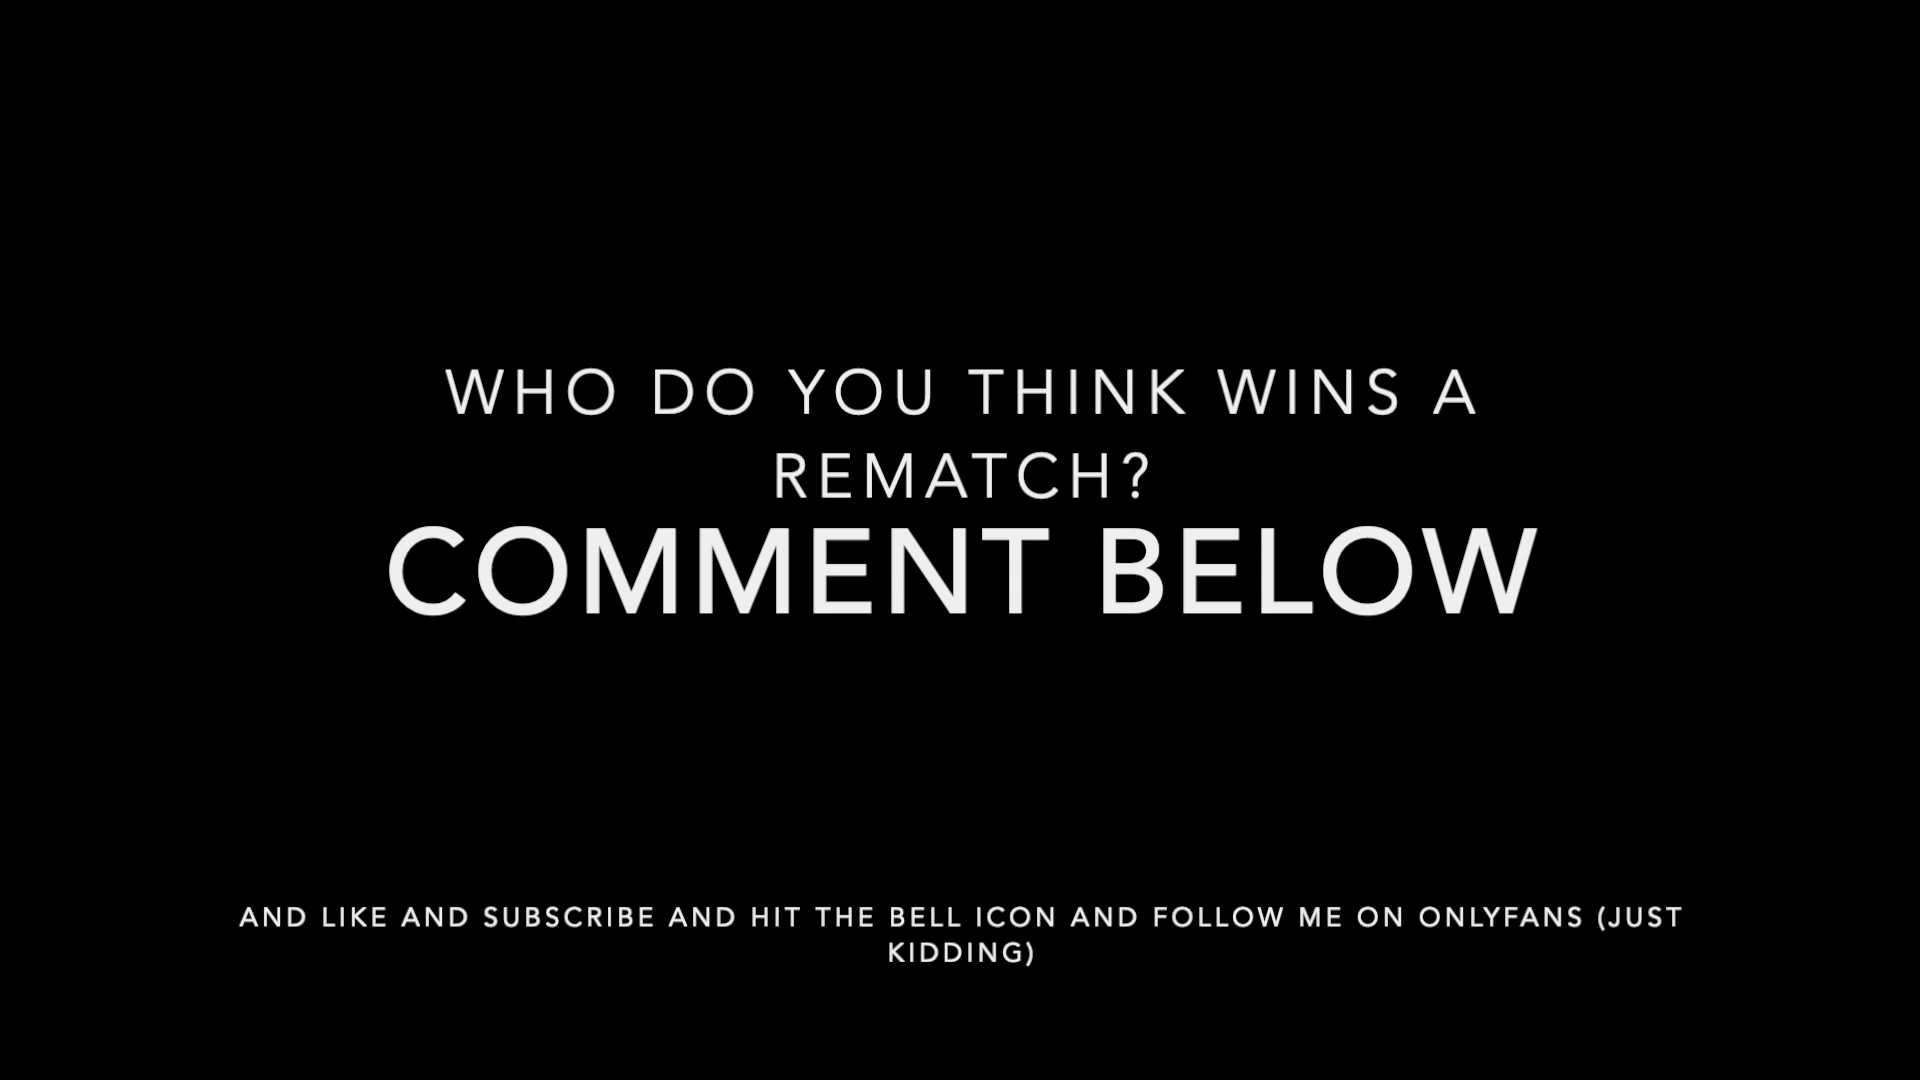 WHO DO YOU THINK WINS A
REMATCH?
COMMENT BELOW
AND LIKE AND SUBSCRIBE AND HIT THE BELL ICON AND FOLLOW ME ON ONLYFANS (JUST
KIDDING)